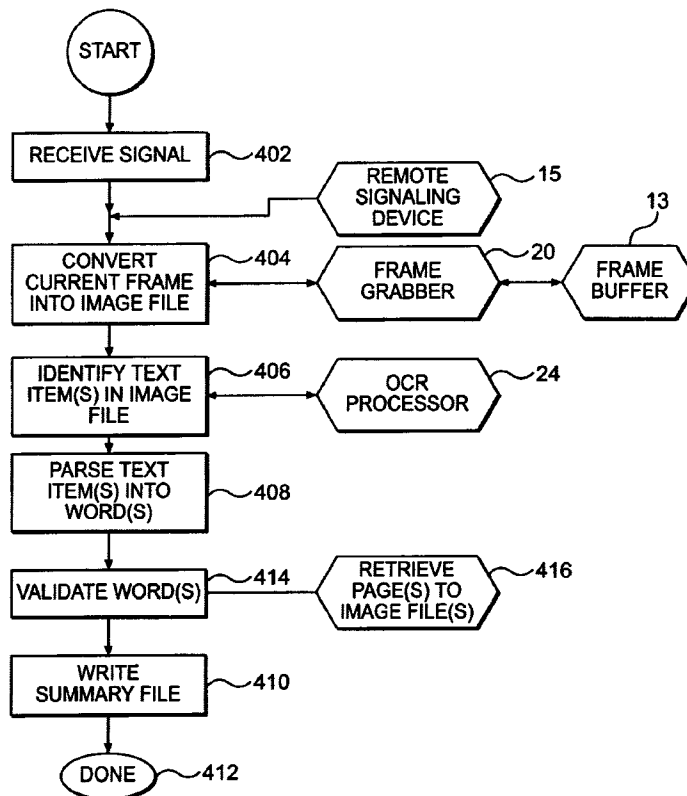 START
RECEIVE SIGNAL
402
REMOTE
SIGNALING
DEVICE
15
CONVERT
CURRENT FRAME
INTO IMAGE FILE
404
FRAME
GRABBER
20
FRAME
BUFFER
13
IDENTIFY TEXT
ITEM(S) IN IMAGE
FILE
406
OCR
PROCESSOR
24
PARSE TEXT
ITEM(S) INTO
WORD(S)
408
VALIDATE WORD(S)
414
RETRIEVE
PAGE(S) TO
IMAGE FILE(S)
416
WRITE
SUMMARY FILE
410
DONE
412